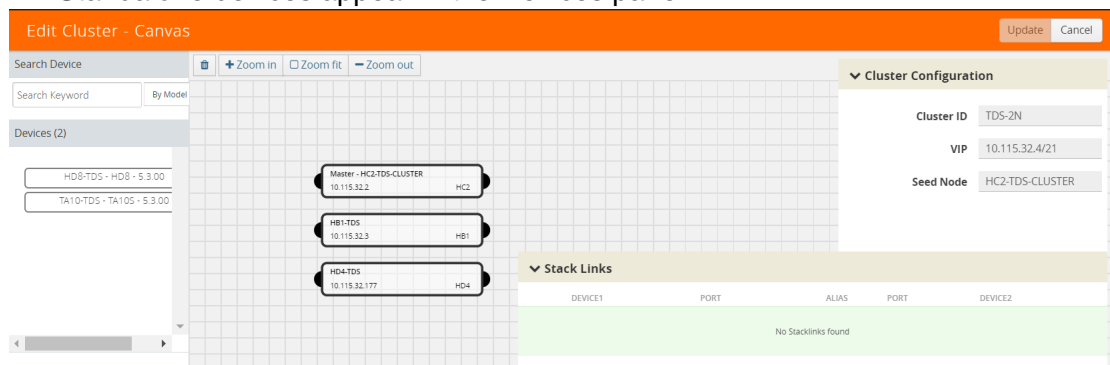 Edit Cluster - Canvas
Update Cancel
Search Device
Search Keyword By Model
Devices (2)
HD8-TDS - HD8 - 5.3.00
TA10-TDS - TA10S - 5.3.00
Zoom in Zoom fit Zoom out
Master - HC2-TDS-CLUSTER
10.115.32.2 HC2
HB1-TDS
10.115.32.3 HB1
HD4-TDS
10.115.32.177 HD4
Cluster Configuration
Cluster ID TDS-2N
VIP 10.115.32.4/21
Seed Node HC2-TDS-CLUSTER
Stack Links
DEVICE1 PORT ALIAS PORT DEVICE2
No Stacklinks found